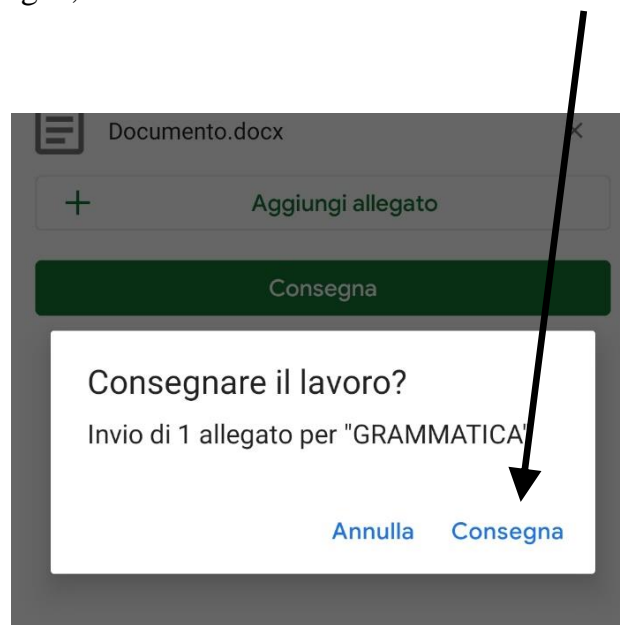 Documento.docx
Aggiungi allegato
Consegna
Consegnare il lavoro?
Invio di 1 allegato per "GRAMMATICA"
Annulla Consegna